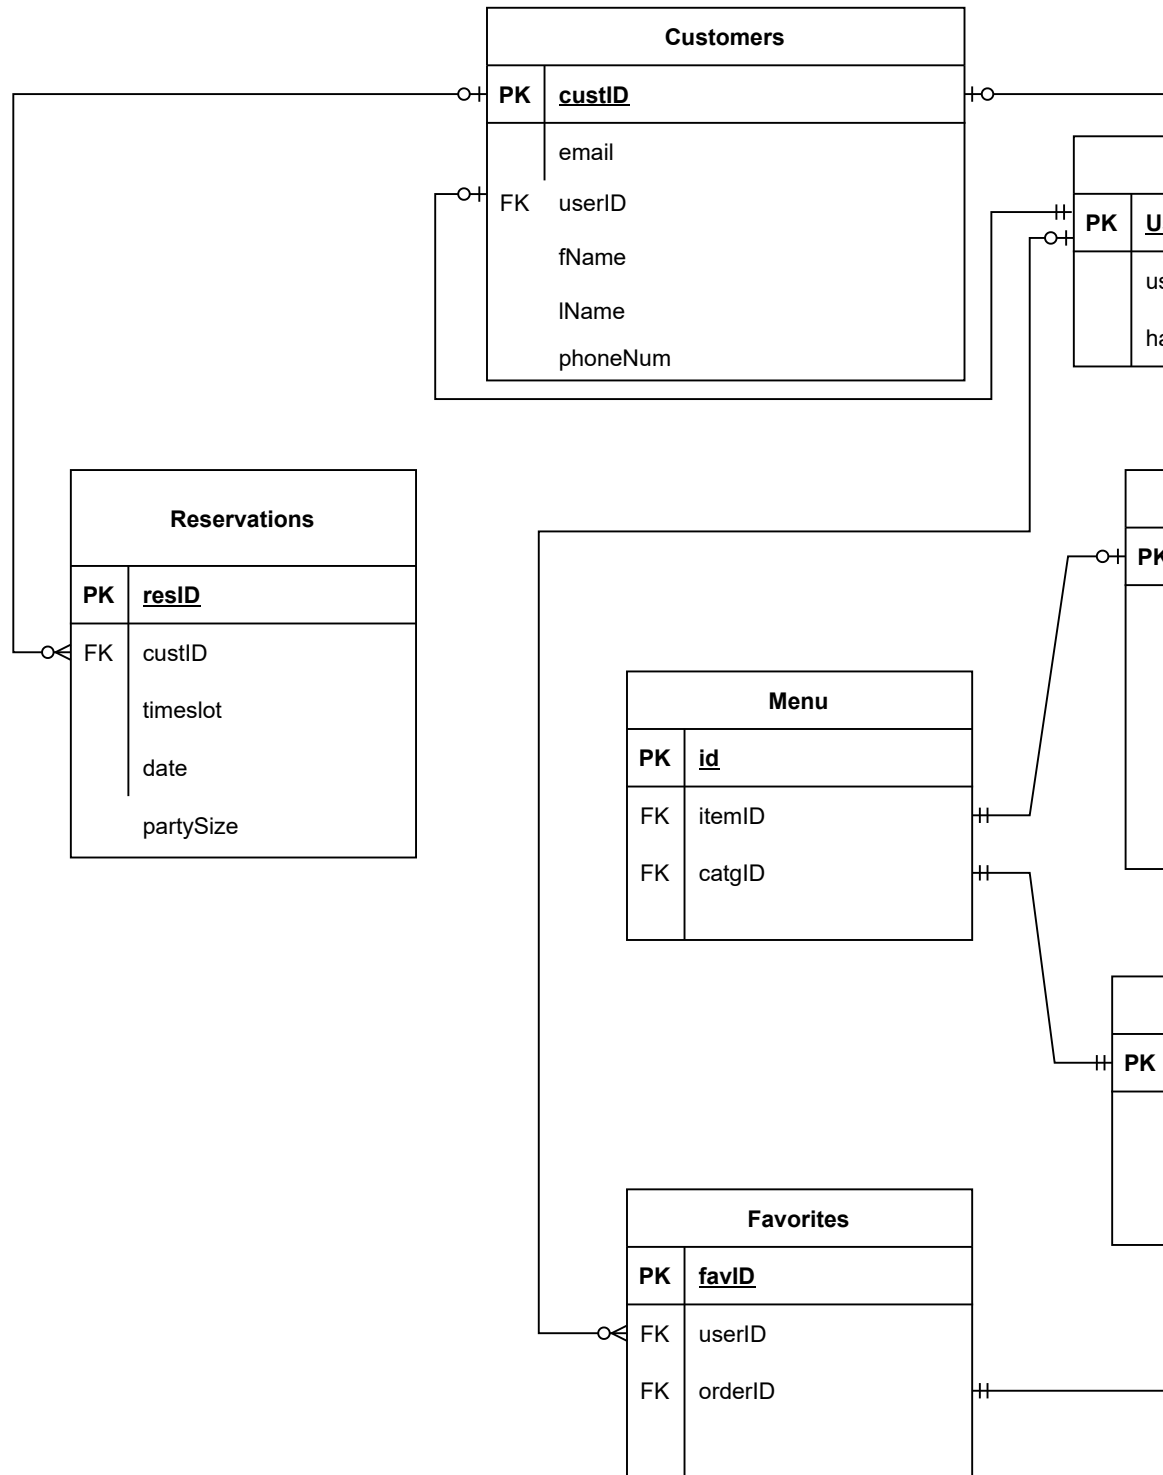 Customers
PK custID
email
FK userID
fName
lName
phoneNum
PK
Reservations
PK resID
FK custID
timeslot
date
partySize
PK
Menu
PK id
FK itemID
FK catgID
PK
Favorites
PK favID
FK userID
FK orderID